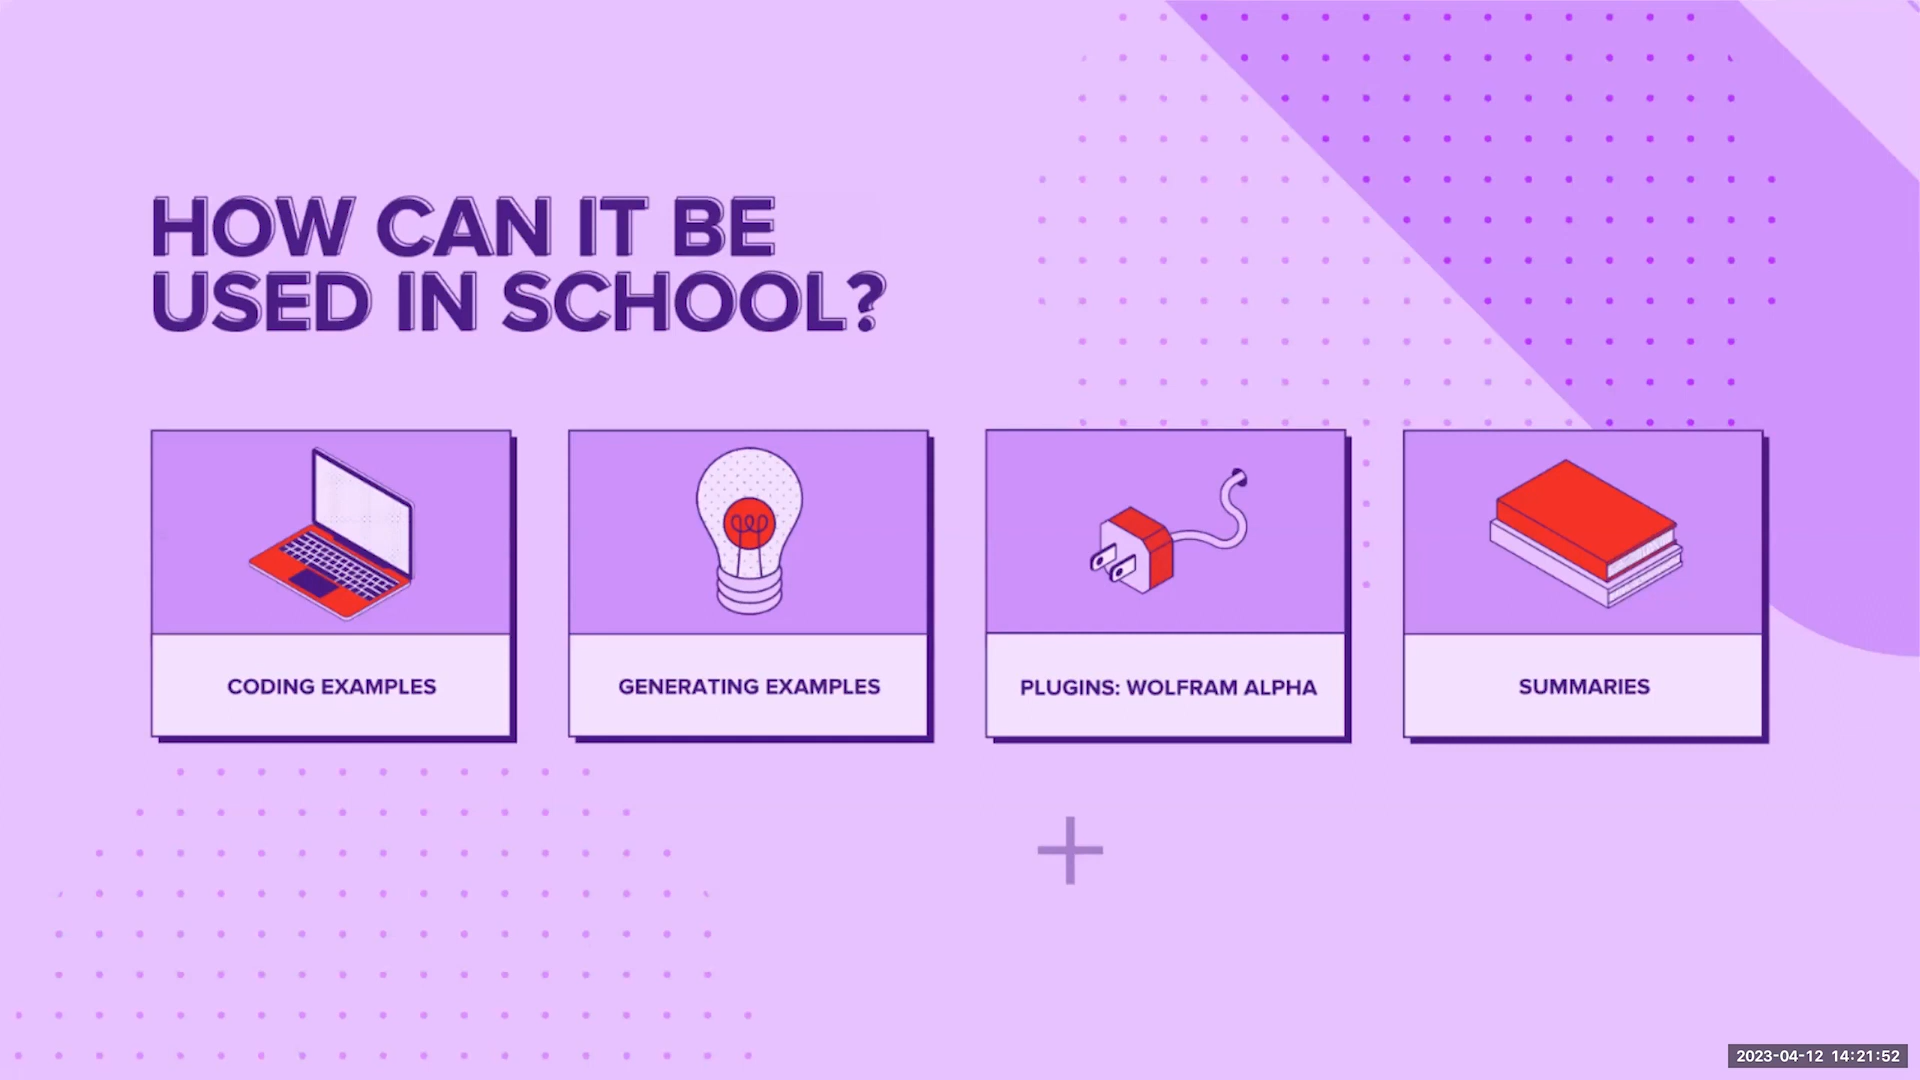 HOW CAN IT BE
USED IN SCHOOL?
CODING EXAMPLES
GENERATING EXAMPLES
PLUGINS: WOLFRAM ALPHA
SUMMARIES
2023-04-12 14:21:52